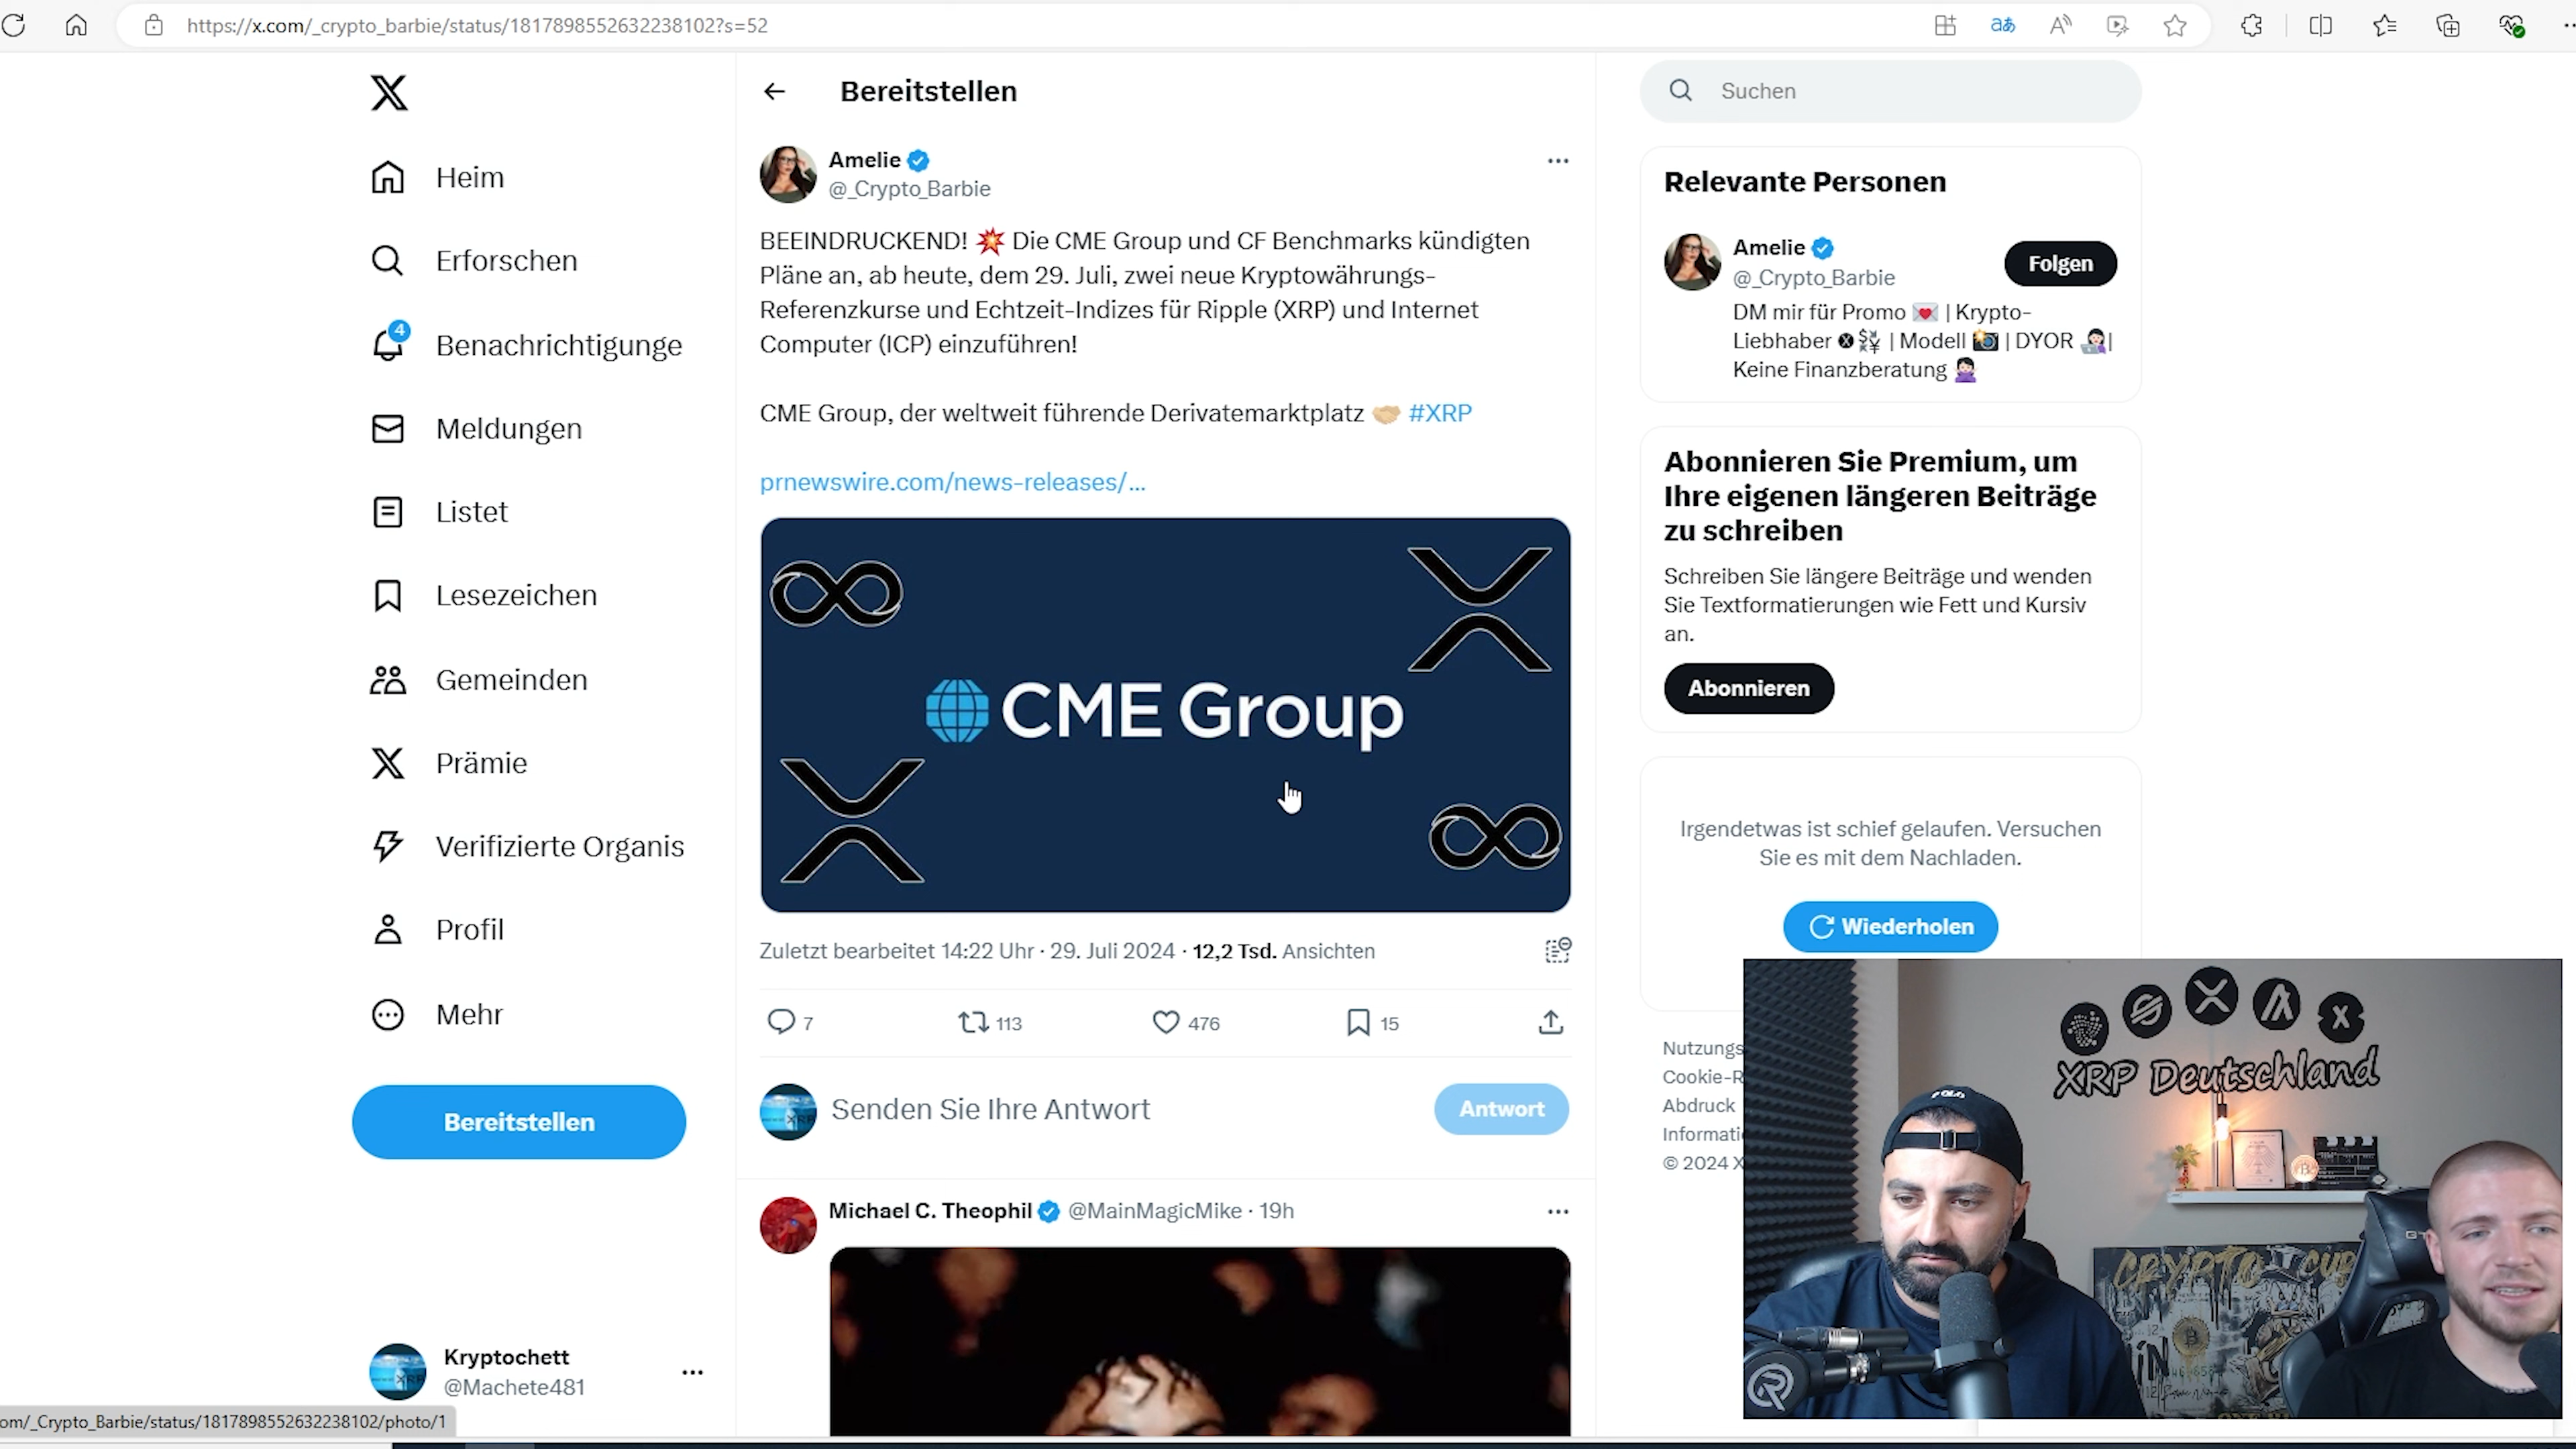 https://x.com/_crypto_barbie/status/1817898552632238102?s=52
Heim
Erforschen
4
Benachrichtigunge
Meldungen
Listet
Lesezeichen
Gemeinden
Prämie
Verifizierte Organis
Profil
Mehr
Bereitstellen
Kryptochett
@Machete481
om/_Crypto_Barbie/status/1817898552632238102/photo/1
Bereitstellen
Amelie
@_Crypto_Barbie
BEEINDRUCKEND! 💥 Die CME Group und CF Benchmarks kündigten
Pläne an, ab heute, dem 29. Juli, zwei neue Kryptowährungs-
Referenzkurse und Echtzeit-Indizes für Ripple (XRP) und Internet
Computer (ICP) einzuführen!
CME Group, der weltweit führende Derivatemarktplatz 🤝🏼 #XRP
prnewswire.com/news-releases/...
CME Group
Zuletzt bearbeitet 14:22 Uhr · 29. Juli 2024 · 12,2 Tsd. Ansichten
7
113
476
15
Senden Sie Ihre Antwort
Antwort
Michael C. Theophil @MainMagicMike · 19h
Suchen
Relevante Personen
Amelie
@_Crypto_Barbie
Folgen
DM mir für Promo 💌 | Krypto-
Liebhaber | Modell 📸 | DYOR |
Keine Finanzberatung
Abonnieren Sie Premium, um
Ihre eigenen längeren Beiträge
zu schreiben
Schreiben Sie längere Beiträge und wenden
Sie Textformatierungen wie Fett und Kursiv
an.
Abonnieren
Irgendetwas ist schief gelaufen. Versuchen
Sie es mit dem Nachladen.
Wiederholen
Nutzungs
Cookie-R
Abdruck
Informati
© 2024 X
XRP Deutschland
POLO
CRYPTO